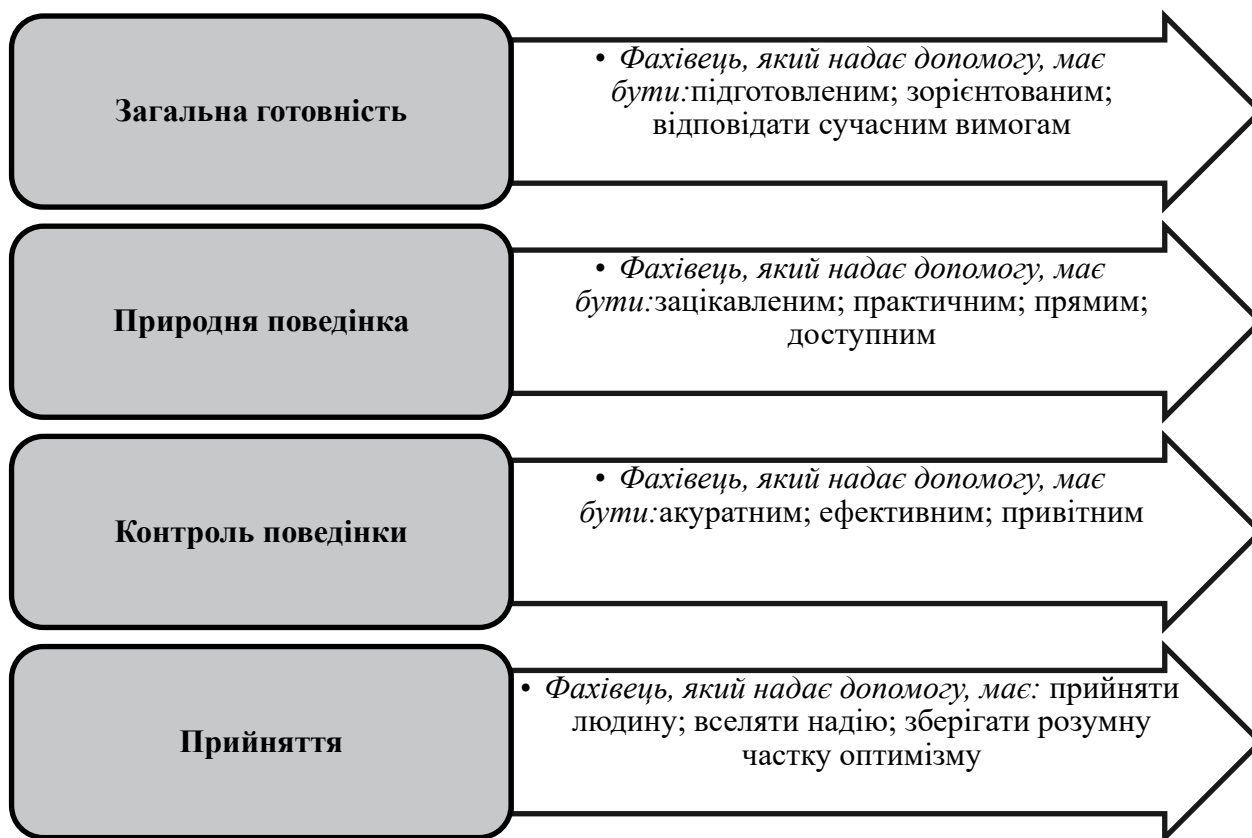 Загальна готовність
• Фахівець, який надає допомогу, має
бути:підготовленим; зорієнтованим;
відповідати сучасним вимогам
Природня поведінка
• Фахівець, який надає допомогу, має
бути:зацікавленим; практичним; прямим;
доступним
Контроль поведінки
• Фахівець, який надає допомогу, має
бути:акуратним; ефективним; привітним
Прийняття
• Фахівець, який надає допомогу, має: прийняти
людину; вселяти надію; зберігати розумну
частку оптимізму